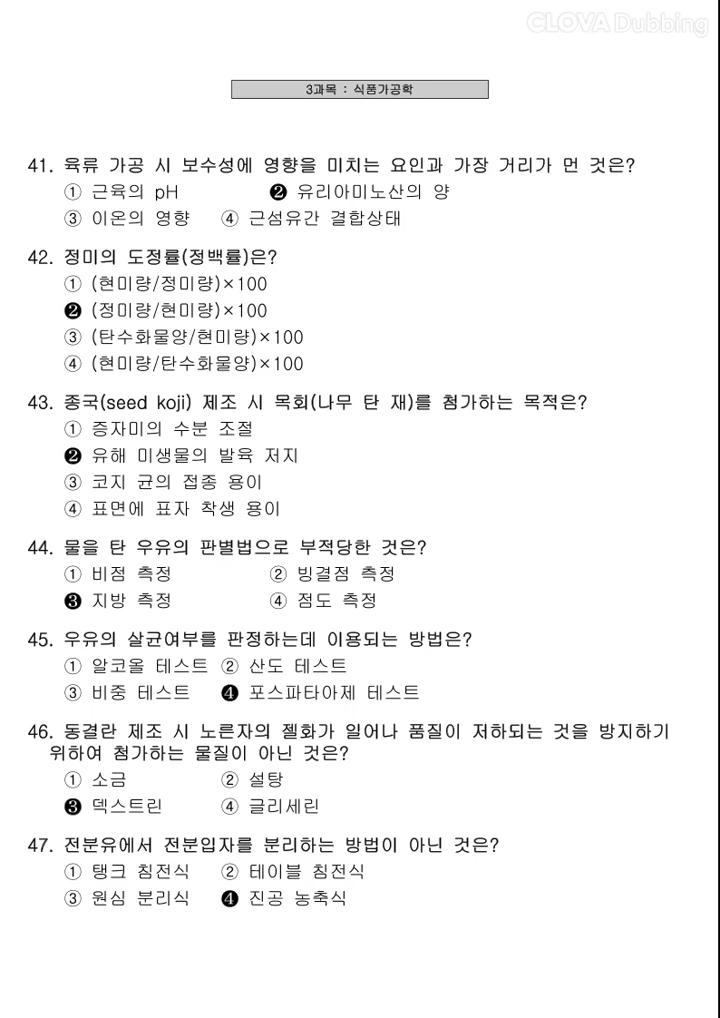 CLOVA Dubbing
3과목 : 식품가공학
41. 육류 가공 시 보수성에 영향을 미치는 요인과 가장 거리가 먼 것은?
① 근육의 pH ❷ 유리아미노산의 양
③ 이온의 영향 ④ 근섬유간 결합상태
42. 정미의 도정률(정백률)은?
① (현미량/정미량)×100
❷ (정미량/현미량)×100
③ (탄수화물양/현미량)×100
④ (현미량/탄수화물양)×100
43. 종국(seed koji) 제조 시 목회(나무 탄 재)를 첨가하는 목적은?
① 증자미의 수분 조절
❷ 유해 미생물의 발육 저지
③ 코지 균의 접종 용이
④ 표면에 표자 착생 용이
44. 물을 탄 우유의 판별법으로 부적당한 것은?
① 비점 측정 ② 빙결점 측정
❸ 지방 측정 ④ 점도 측정
45. 우유의 살균여부를 판정하는데 이용되는 방법은?
① 알코올 테스트 ② 산도 테스트
③ 비중 테스트 ❹ 포스파타아제 테스트
46. 동결란 제조 시 노른자의 젤화가 일어나 품질이 저하되는 것을 방지하기
위하여 첨가하는 물질이 아닌 것은?
① 소금 ② 설탕
❸ 덱스트린 ④ 글리세린
47. 전분유에서 전분입자를 분리하는 방법이 아닌 것은?
① 탱크 침전식 ② 테이블 침전식
③ 원심 분리식 ❹ 진공 농축식